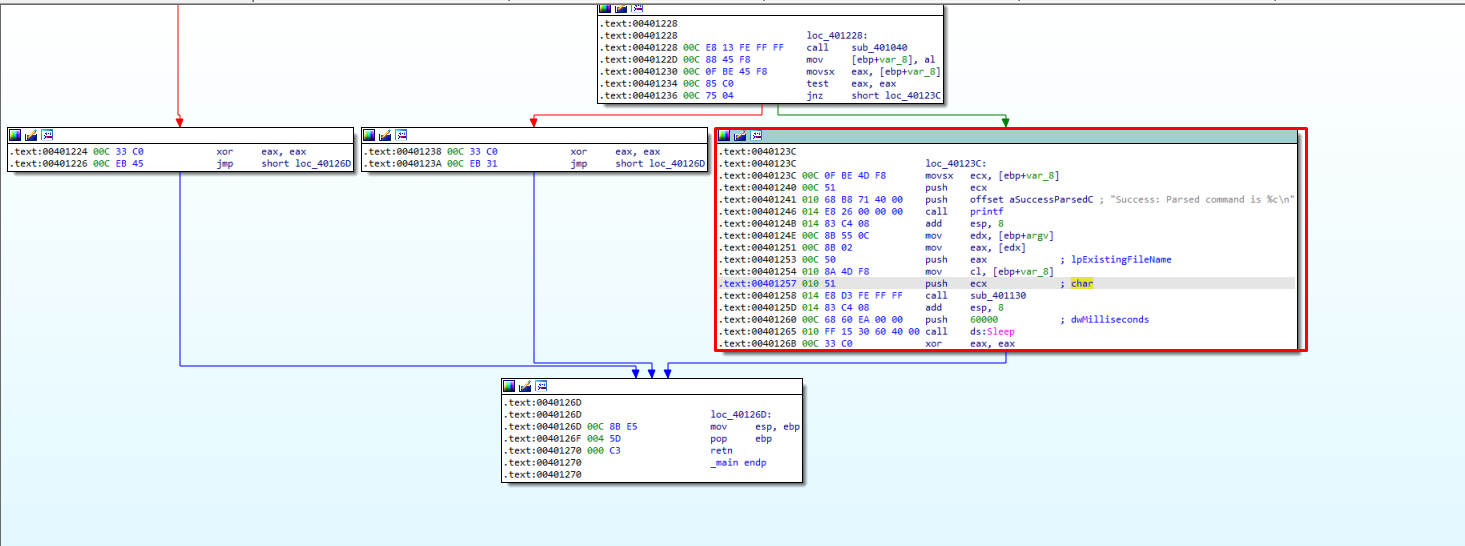 .text:00401228
.text:00401228 loc_401228:
.text:00401228 00C E8 13 FE FF FF call sub_401040
.text:0040122D 00C 88 45 F8 mov [ebp+var_8], al
.text:00401230 00C 0F BE 45 F8 movsx eax, [ebp+var_8]
.text:00401234 00C 85 C0 test eax, eax
.text:00401236 00C 75 04 jnz short loc_40123C
.text:00401224 00C 33 C0 xor eax, eax
.text:00401226 00C EB 45 jmp short loc_40126D
.text:00401238 00C 33 C0 xor eax, eax
.text:0040123A 00C EB 31 jmp short loc_40126D
.text:0040123C
.text:0040123C loc_40123C:
.text:0040123C 00C 0F BE 4D F8 movsx ecx, [ebp+var_8]
.text:00401240 00C 51 push ecx
.text:00401241 010 68 B8 71 40 00 push offset aSuccessParsedC ; "Success: Parsed command is %c\n"
.text:00401246 014 E8 26 00 00 00 call printf
.text:0040124B 014 83 C4 08 add esp, 8
.text:0040124E 00C 8B 55 0C mov edx, [ebp+argv]
.text:00401251 00C 8B 02 mov eax, [edx]
.text:00401253 00C 50 push eax ; lpExistingFileName
.text:00401254 010 8A 4D F8 mov cl, [ebp+var_8]
.text:00401257 010 51 push ecx ; char
.text:00401258 014 E8 D3 FE FF FF call sub_401130
.text:0040125D 014 83 C4 08 add esp, 8
.text:00401260 00C 68 60 EA 00 00 push 60000 ; dwMilliseconds
.text:00401265 010 FF 15 30 60 40 00 call ds:Sleep
.text:0040126B 00C 33 C0 xor eax, eax
.text:0040126D
.text:0040126D loc_40126D:
.text:0040126D 00C 8B E5 mov esp, ebp
.text:0040126F 004 5D pop ebp
.text:00401270 000 C3 retn
.text:00401270 _main endp
.text:00401270